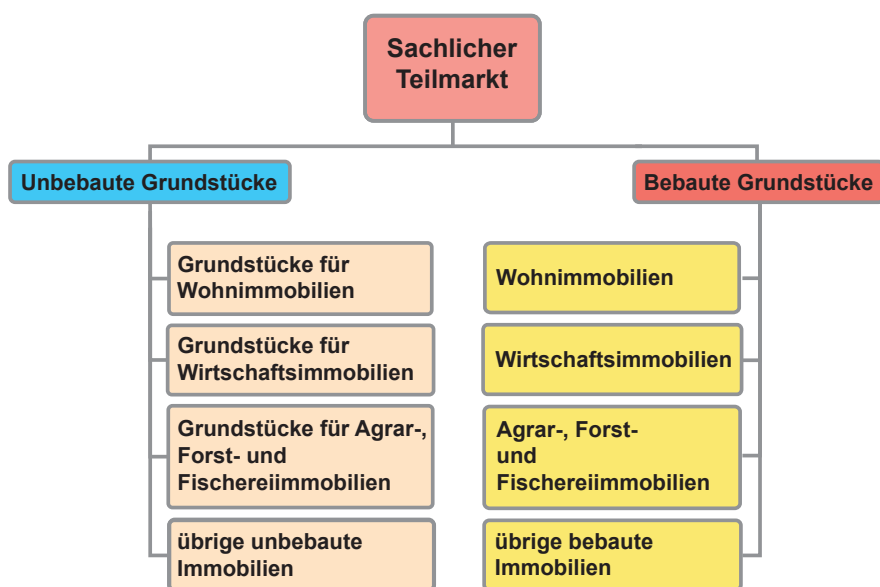 Sachlicher
Teilmarkt
Unbebaute Grundstücke
Bebaute Grundstücke
Grundstücke für
Wohnimmobilien
Grundstücke für
Wirtschaftsimmobilien
Grundstücke für Agrar-,
Forst- und
Fischereiimmobilien
übrige unbebaute
Immobilien
Wohnimmobilien
Wirtschaftsimmobilien
Agrar-, Forst-
und
Fischereiimmobilien
übrige bebaute
Immobilien